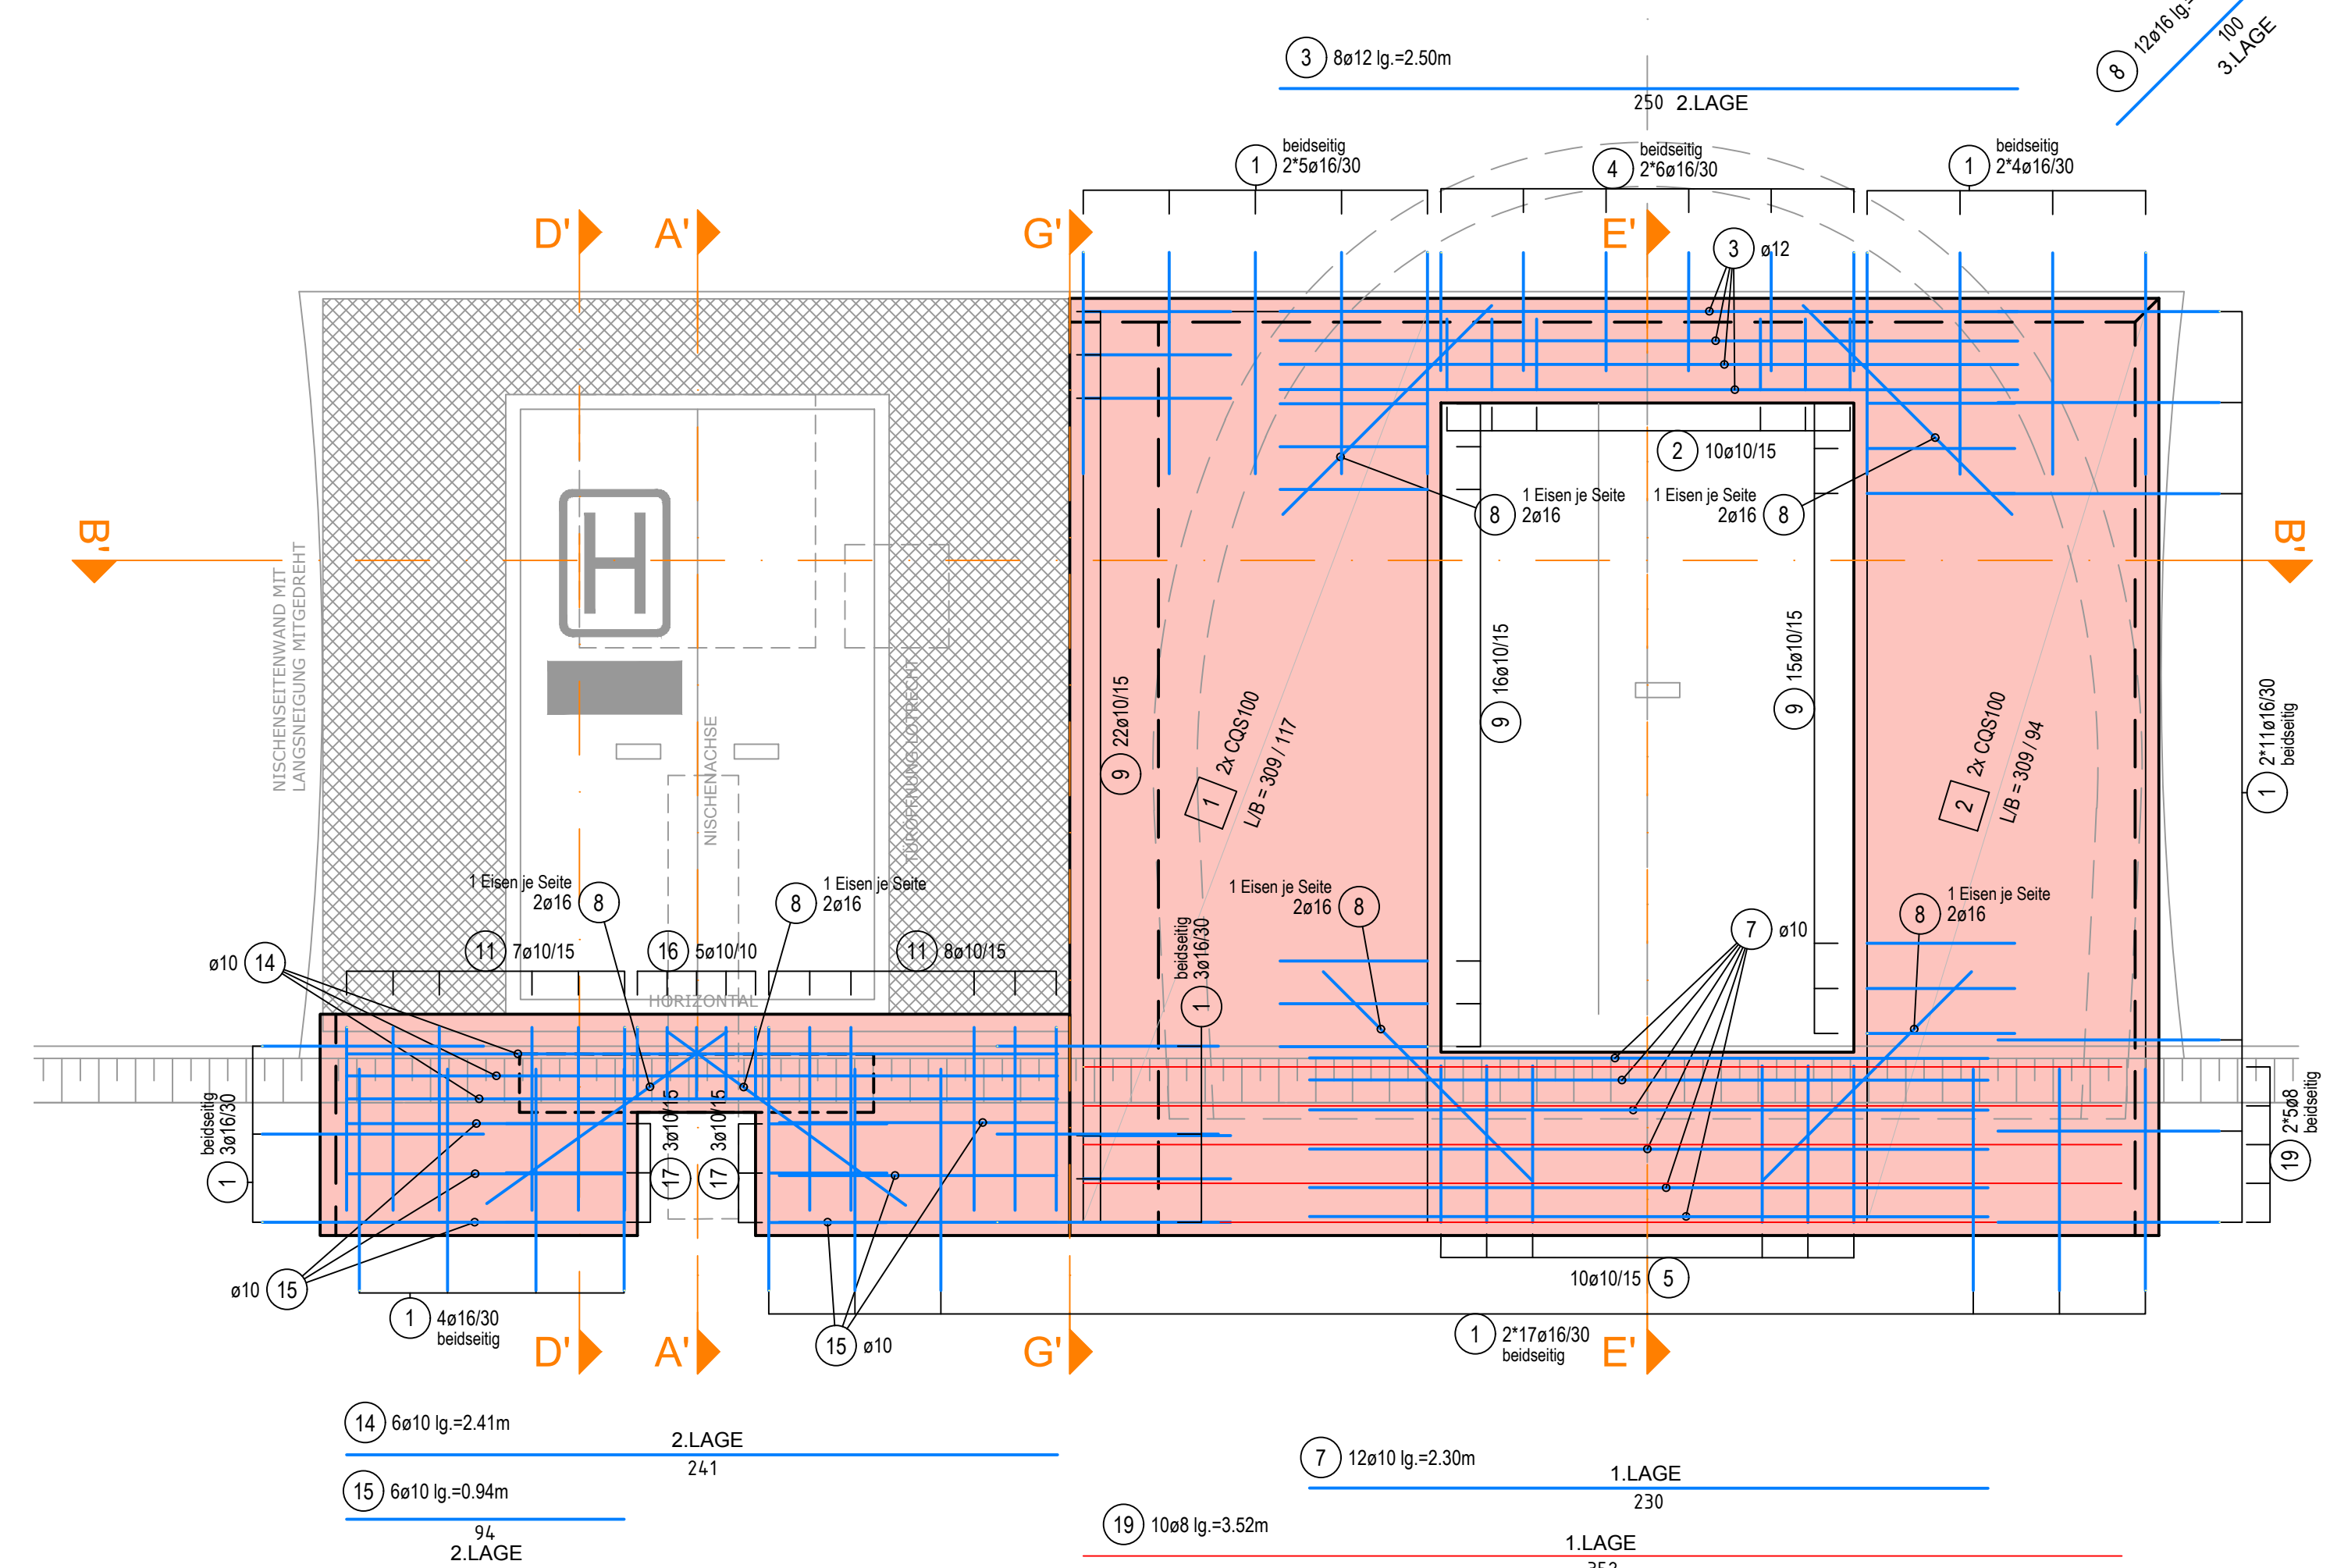 3 8ø12 lg.=2.50m
250 2.LAGE
8 12ø16 lg.=
100
3.LAGE
beidseitig
1 2*5ø16/30
beidseitig
4 2*6ø16/30
beidseitig
1 2*4ø16/30
D'
A'
G'
E'
3 ø12
H
2 10ø10/15
1 Eisen je Seite
8 2ø16
1 Eisen je Seite
2ø16 8
B'
B'
NISCHENSEITENWAND MIT
LÄNGSNEIGUNG MITGEDREHT
NISCHENACHSE
TÜRÖFFNUNG LOTRECHT
9 22ø10/15
1 2x CQS100
L/B = 309 / 117
9 16ø10/15
9 15ø10/15
2 2x CQS100
L/B = 309 / 94
1 2*11ø16/30
beidseitig
1 Eisen je Seite
2ø16 8
1 Eisen je Seite
8 2ø16
1 Eisen je Seite
2ø16 8
1 Eisen je Seite
8 2ø16
11 7ø10/15
16 5ø10/10
11 8ø10/15
ø10 14
HORIZONTAL
beidseitig
1 3ø16/30
7 ø10
beidseitig
1 3ø16/30
17 3ø10/15
17 3ø10/15
19 2*5ø8
beidseitig
ø10 15
1 4ø16/30
beidseitig
15 ø10
10ø10/15 5
1 2*17ø16/30
beidseitig
D'
A'
G'
E'
14 6ø10 lg.=2.41m
2.LAGE
241
15 6ø10 lg.=0.94m
94
2.LAGE
7 12ø10 lg.=2.30m
1.LAGE
230
19 10ø8 lg.=3.52m
1.LAGE
352